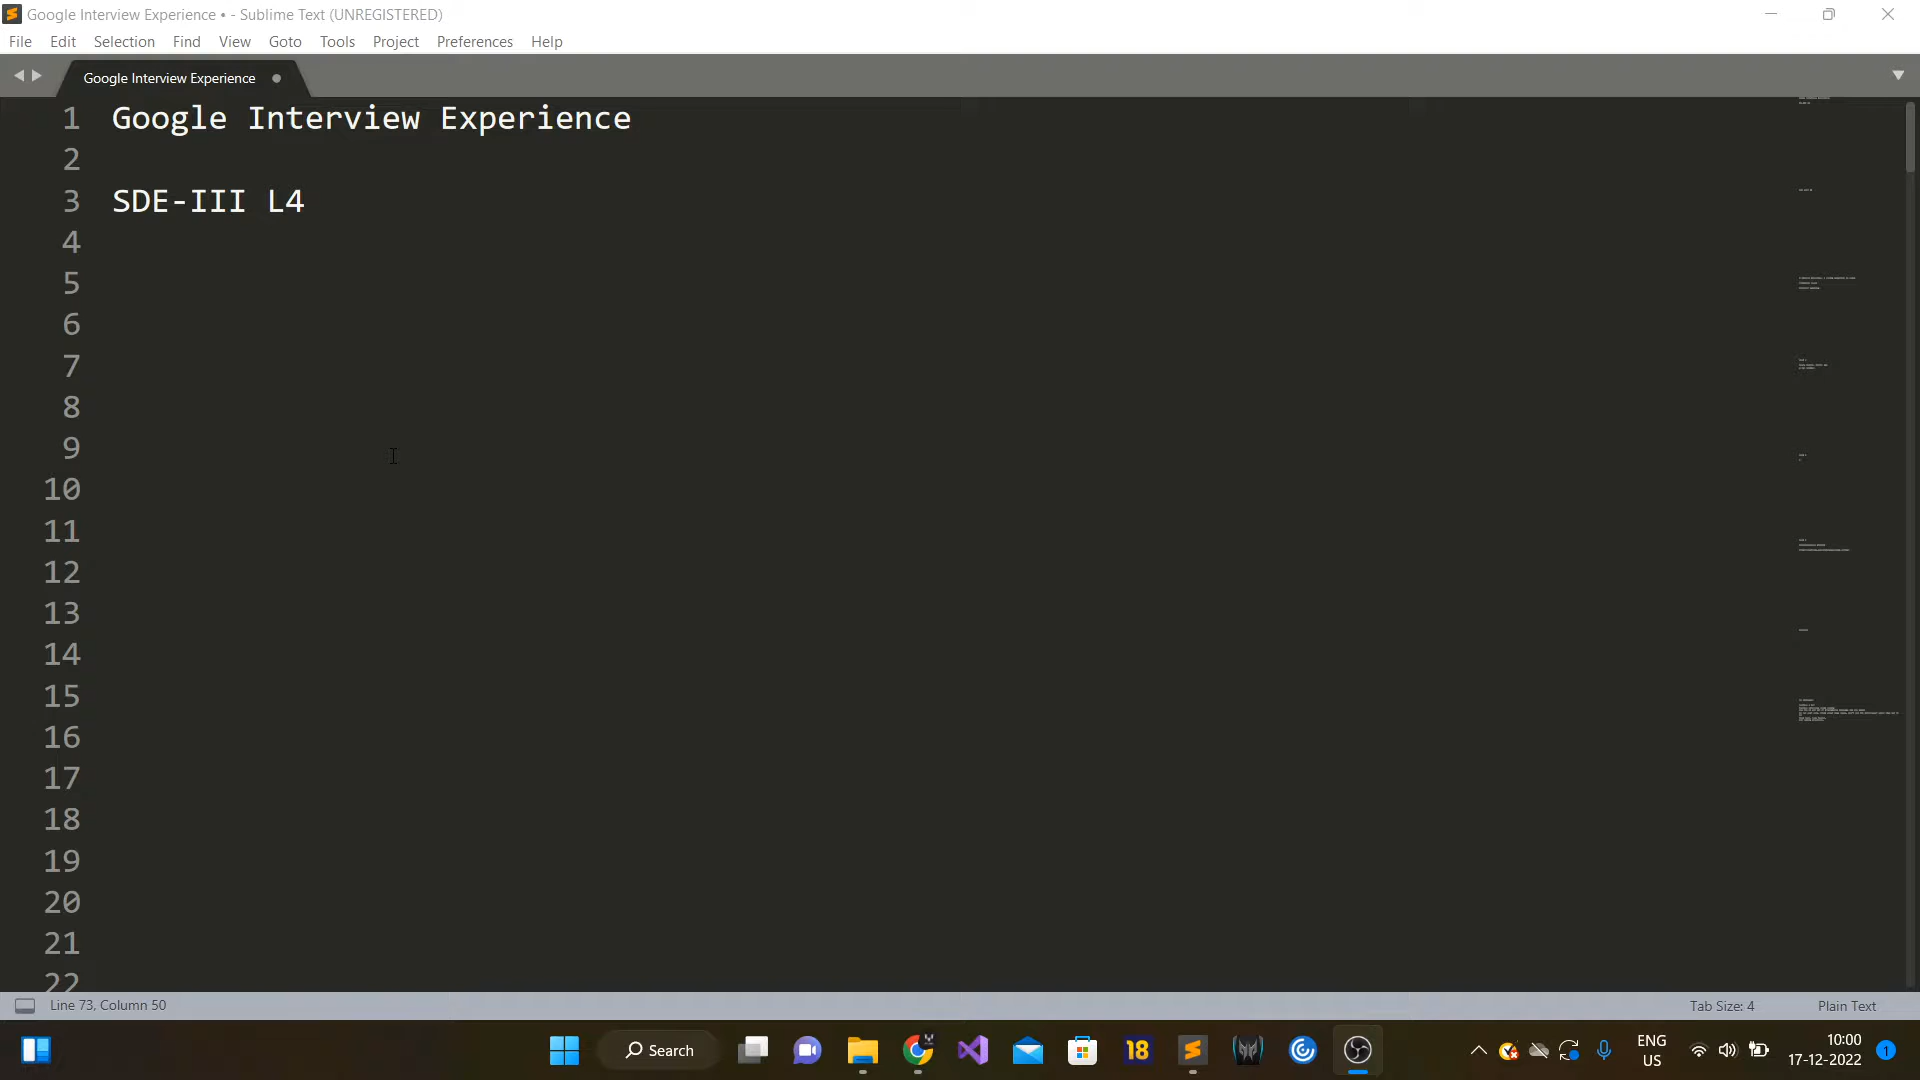 Google Interview Experience • - Sublime Text (UNREGISTERED)
File Edit Selection Find View Goto Tools Project Preferences Help
Google Interview Experience
1 Google Interview Experience
2
3 SDE-III L4
4
5
6
7
8
9
10
11
12
13
14
15
16
17
18
19
20
21
22
Line 73, Column 50 Tab Size: 4 Plain Text
Search 18 ENG 10:00
US 17-12-2022 1